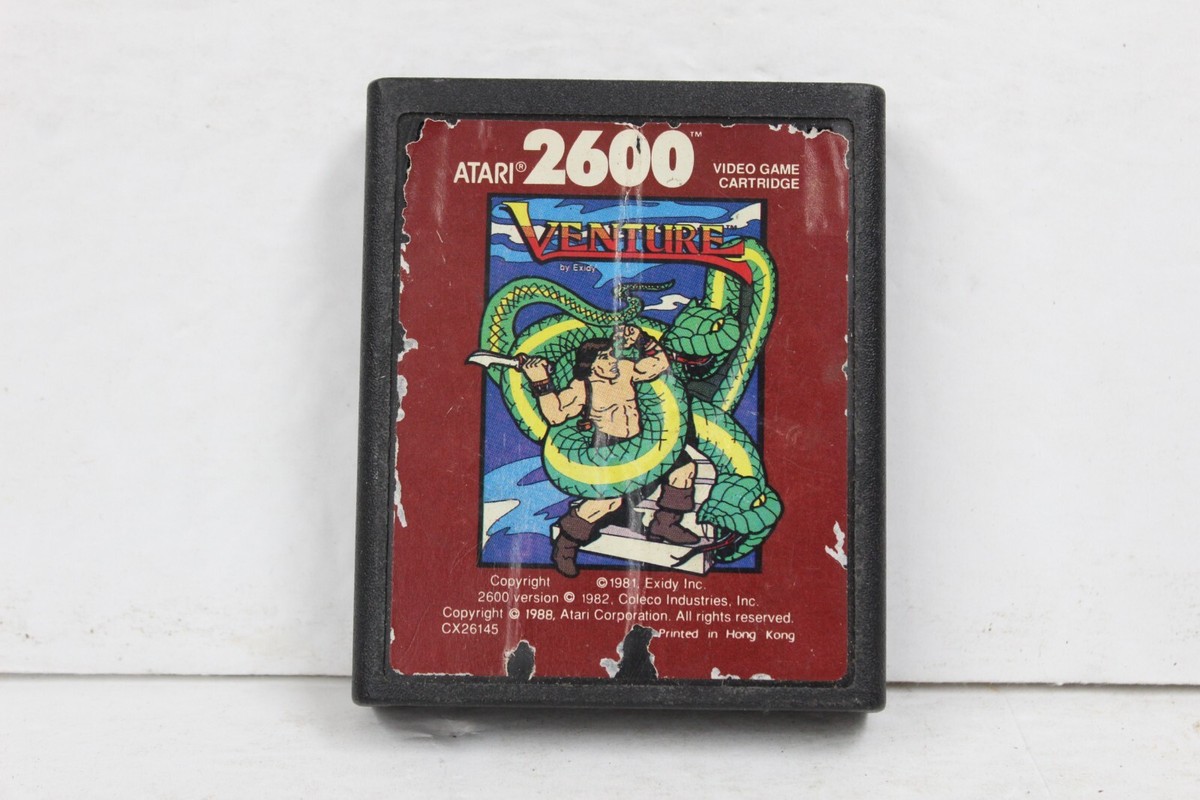 ATARI® 2600™ VIDEO GAME
CARTRIDGE
VENTURE™
by Exidy
Copyright ©1981, Exidy Inc.
2600 version © 1982, Coleco Industries, Inc.
Copyright © 1988, Atari Corporation. All rights reserved.
CX26145 Printed in Hong Kong